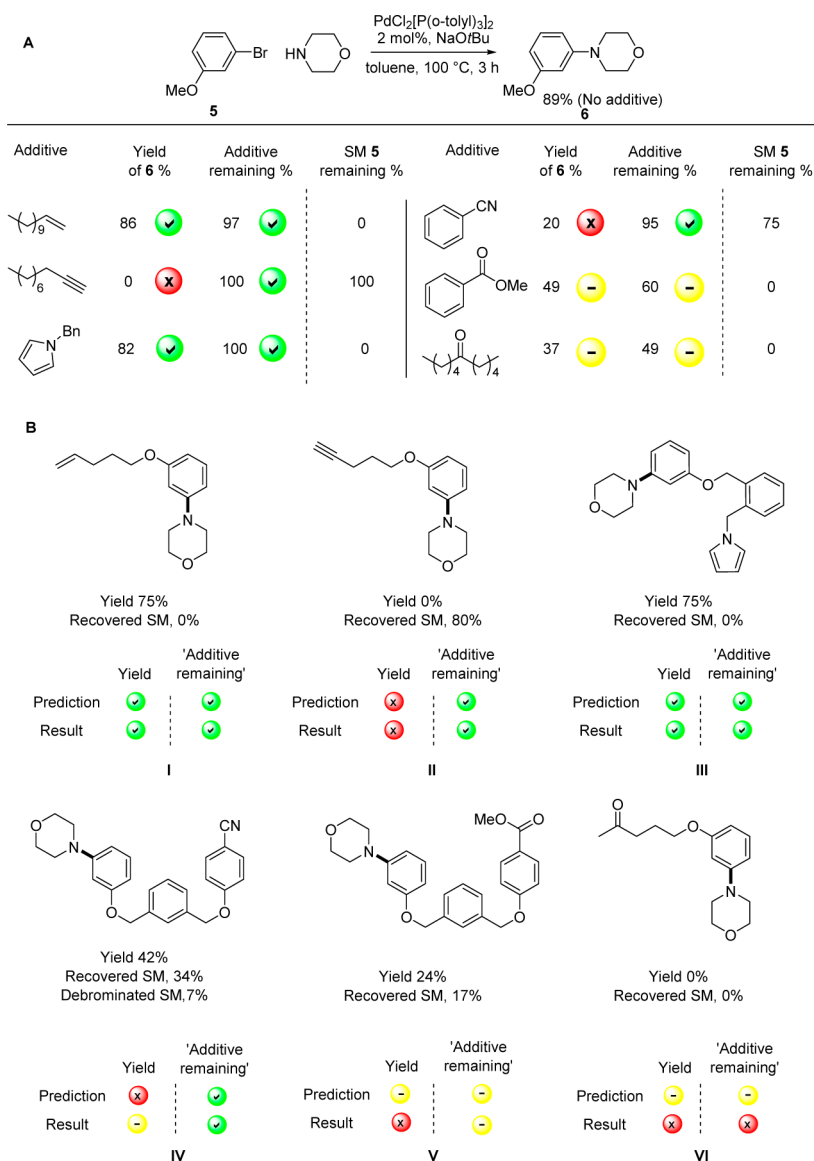 A
PdCl2[P(o-tolyl)3]2
2 mol%, NaOtBu
toluene, 100 °C, 3 h
Br
MeO
5
HN
O
N
O
MeO
89% (No additive)
6
Additive
Yield of 6 %
Additive remaining %
SM 5 remaining %
Additive
Yield of 6 %
Additive remaining %
SM 5 remaining %
( )9
86 ✓ 97 ✓ 0
CN
20 x 95 ✓ 75
( )6
0 x 100 ✓ 100
O
OMe
49 - 60 - 0
N Bn
82 ✓ 100 ✓ 0
O
( )4 ( )4
37 - 49 - 0
B
O
N
O
Yield 75%
Recovered SM, 0%
Yield 'Additive remaining'
Prediction ✓ ✓
Result ✓ ✓
I
O
N
O
Yield 0%
Recovered SM, 80%
Yield 'Additive remaining'
Prediction x ✓
Result x ✓
II
O
N
O
N
Yield 75%
Recovered SM, 0%
Yield 'Additive remaining'
Prediction ✓ ✓
Result ✓ ✓
III
O
N
O
O
CN
Yield 42%
Recovered SM, 34%
Debrominated SM,7%
Yield 'Additive remaining'
Prediction x ✓
Result - ✓
IV
O
N
O
O
MeO
O
Yield 24%
Recovered SM, 17%
Yield 'Additive remaining'
Prediction - -
Result x -
V
O
O
N
O
Yield 0%
Recovered SM, 0%
Yield 'Additive remaining'
Prediction - -
Result x x
VI